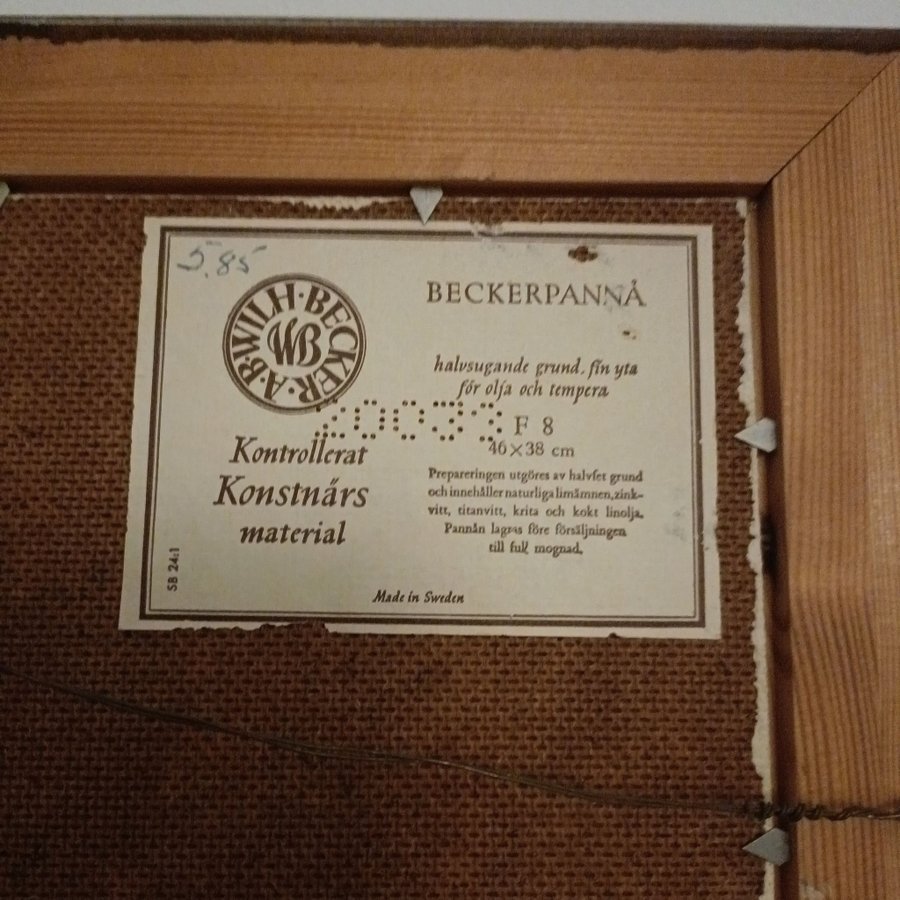 5.85
A·B·WILH·BECKER·
WB
Kontrollerat
Konstnärs
material
BECKERPANNÅ
halvsugande grund. fin yta
för olja och tempera
20033
F 8
46×38 cm
Prepareringen utgöres av halvfet grund
och innehåller naturliga limämnen, zink-
vitt, titanvitt, krita och kokt linolja.
Pannån lagras före försäljningen
till full mognad.
SB 24:1
Made in Sweden